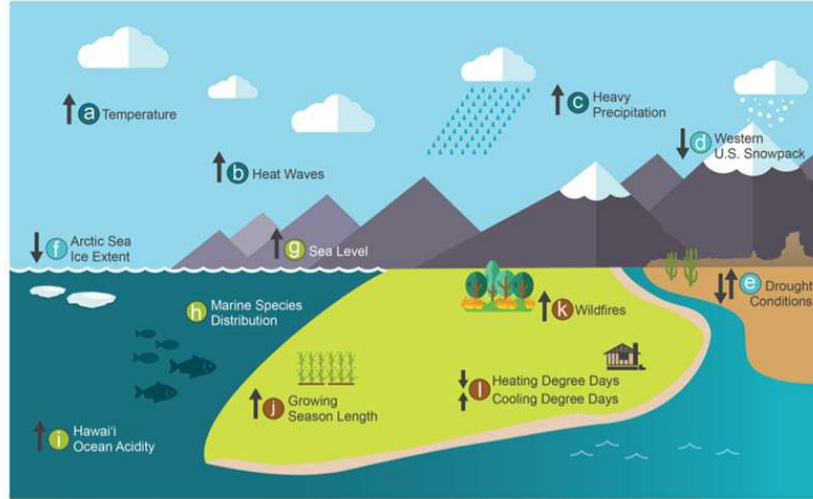 a Temperature
b Heat Waves
c Heavy
Precipitation
d Western
U.S. Snowpack
f Arctic Sea
Ice Extent
g Sea Level
e Drought
Conditions
h Marine Species
Distribution
k Wildfires
j Growing
Season Length
l Heating Degree Days
Cooling Degree Days
i Hawai‘i
Ocean Acidity